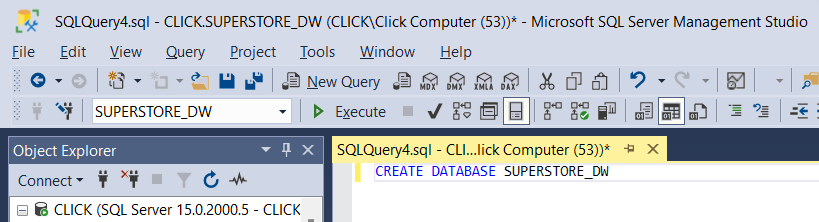 SQLQuery4.sql - CLICK.SUPERSTORE_DW (CLICK\Click Computer (53))* - Microsoft SQL Server Management Studio
File Edit View Query Project Tools Window Help
New Query MDX DMX XMLA DAX
SUPERSTORE_DW Execute
Object Explorer
SQLQuery4.sql - CLI...lick Computer (53))*
CREATE DATABASE SUPERSTORE_DW
Connect
CLICK (SQL Server 15.0.2000.5 - CLICK